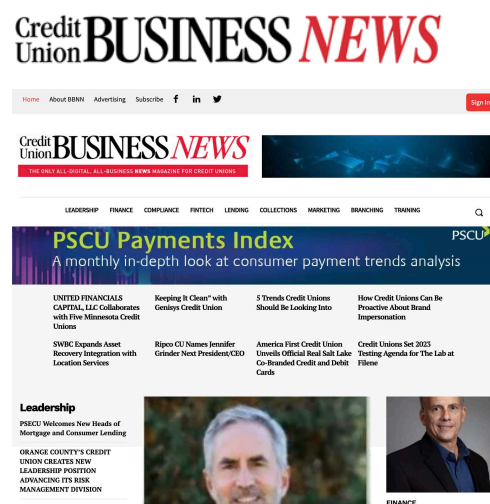 Credit
Union BUSINESS NEWS
Home About BBNN Advertising Subscribe f in
Sign In
Credit
Union BUSINESS NEWS
THE ONLY ALL-DIGITAL, ALL-BUSINESS NEWS MAGAZINE FOR CREDIT UNIONS
LEADERSHIP FINANCE COMPLIANCE FINTECH LENDING COLLECTIONS MARKETING BRANCHING TRAINING
PSCU Payments Index
PSCU
A monthly in-depth look at consumer payment trends analysis
UNITED FINANCIALS
CAPITAL, LLC Collaborates
with Five Minnesota Credit
Unions
Keeping It Clean” with
Genisys Credit Union
5 Trends Credit Unions
Should Be Looking Into
How Credit Unions Can Be
Proactive About Brand
Impersonation
SWBC Expands Asset
Recovery Integration with
Location Services
Ripco CU Names Jennifer
Grinder Next President/CEO
America First Credit Union
Unveils Official Real Salt Lake
Co-Branded Credit and Debit
Cards
Credit Unions Set 2023
Testing Agenda for The Lab at
Filene
Leadership
PSECU Welcomes New Heads of
Mortgage and Consumer Lending
ORANGE COUNTY'S CREDIT
UNION CREATES NEW
LEADERSHIP POSITION
ADVANCING ITS RISK
MANAGEMENT DIVISION
FINANCE